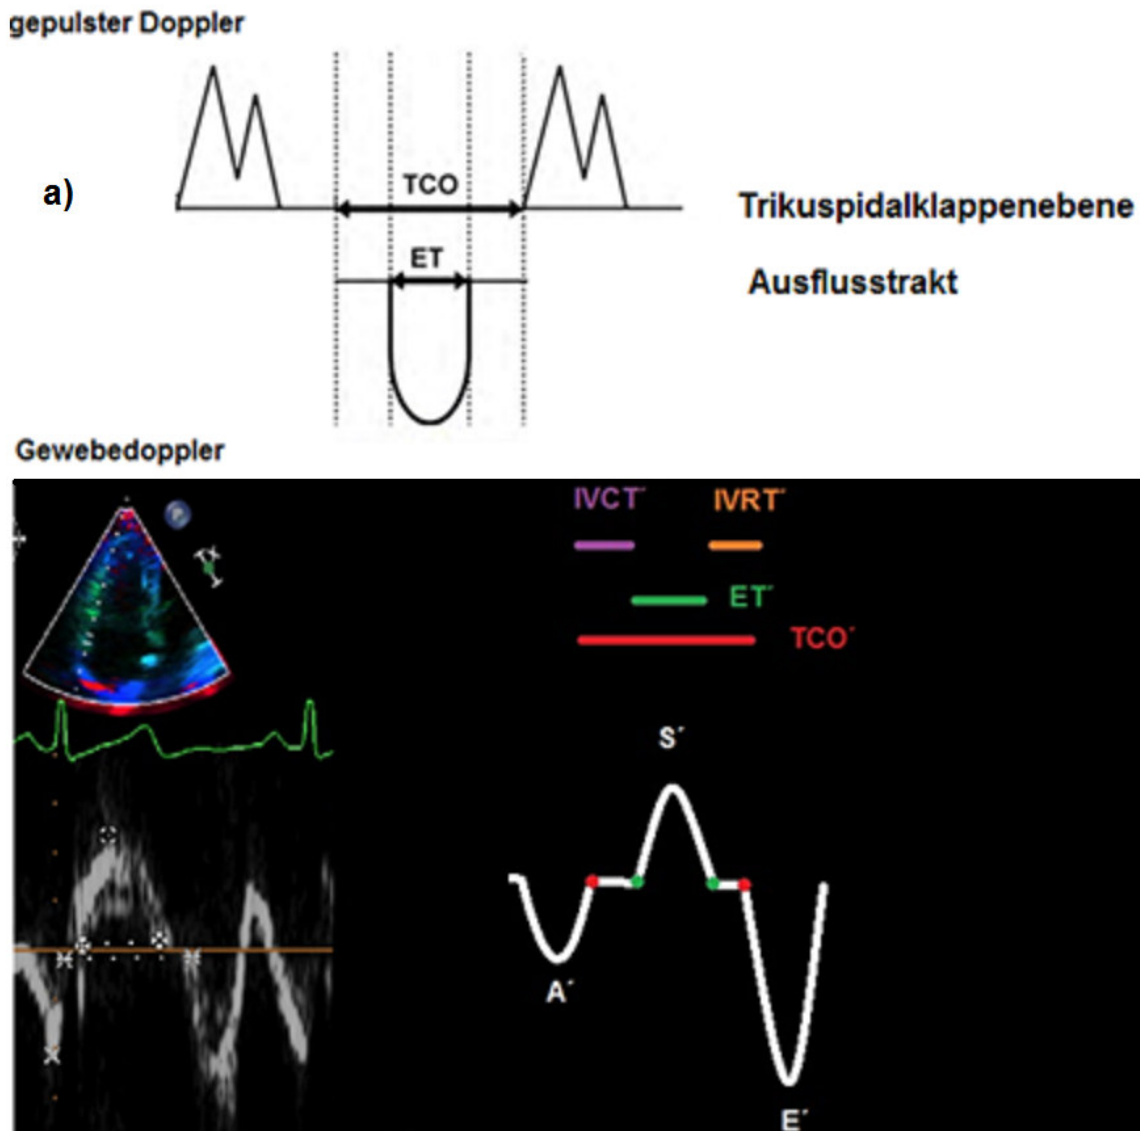 gepulster Doppler
a)
TCO
Trikuspidalklappenebene
ET
Ausflusstrakt
Gewebedoppler
IVCT´ IVRT´
ET´
TCO´
S´
A´
E´